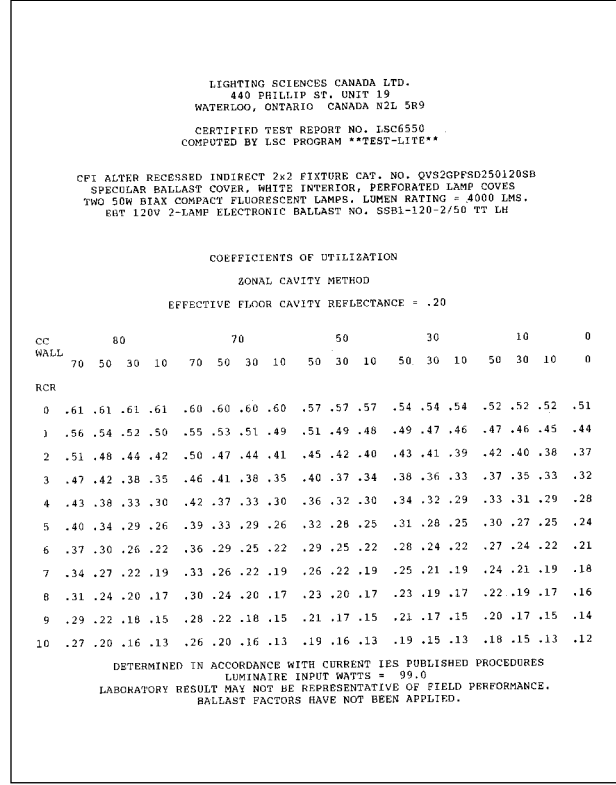 LIGHTING SCIENCES CANADA LTD.
440 PHILLIP ST. UNIT 19
WATERLOO, ONTARIO CANADA N2L 5R9
CERTIFIED TEST REPORT NO. LSC6550
COMPUTED BY LSC PROGRAM **TEST-LITE**
CFI ALTER RECESSED INDIRECT 2x2 FIXTURE CAT. NO. QVS2GPFSD250120SB
SPECULAR BALLAST COVER, WHITE INTERIOR, PERFORATED LAMP COVES
TWO 50W BIAX COMPACT FLUORESCENT LAMPS. LUMEN RATING = 4000 LMS.
EBT 120V 2-LAMP ELECTRONIC BALLAST NO. SSB1-120-2/50 TT LH
COEFFICIENTS OF UTILIZATION
ZONAL CAVITY METHOD
EFFECTIVE FLOOR CAVITY REFLECTANCE = .20
CC 80 70 50 30 10 0
WALL
70 50 30 10 70 50 30 10 50 30 10 50 30 10 50 30 10 0
RCR
0 .61 .61 .61 .61 .60 .60 .60 .60 .57 .57 .57 .54 .54 .54 .52 .52 .52 .51
1 .56 .54 .52 .50 .55 .53 .51 .49 .51 .49 .48 .49 .47 .46 .47 .46 .45 .44
2 .51 .48 .44 .42 .50 .47 .44 .41 .45 .42 .40 .43 .41 .39 .42 .40 .38 .37
3 .47 .42 .38 .35 .46 .41 .38 .35 .40 .37 .34 .38 .36 .33 .37 .35 .33 .32
4 .43 .38 .33 .30 .42 .37 .33 .30 .36 .32 .30 .34 .32 .29 .33 .31 .29 .28
5 .40 .34 .29 .26 .39 .33 .29 .26 .32 .28 .25 .31 .28 .25 .30 .27 .25 .24
6 .37 .30 .26 .22 .36 .29 .25 .22 .29 .25 .22 .28 .24 .22 .27 .24 .22 .21
7 .34 .27 .22 .19 .33 .26 .22 .19 .26 .22 .19 .25 .21 .19 .24 .21 .19 .18
8 .31 .24 .20 .17 .30 .24 .20 .17 .23 .20 .17 .23 .19 .17 .22 .19 .17 .16
9 .29 .22 .18 .15 .28 .22 .18 .15 .21 .17 .15 .21 .17 .15 .20 .17 .15 .14
10 .27 .20 .16 .13 .26 .20 .16 .13 .19 .16 .13 .19 .15 .13 .18 .15 .13 .12
DETERMINED IN ACCORDANCE WITH CURRENT IES PUBLISHED PROCEDURES
LUMINAIRE INPUT WATTS = 99.0
LABORATORY RESULT MAY NOT BE REPRESENTATIVE OF FIELD PERFORMANCE.
BALLAST FACTORS HAVE NOT BEEN APPLIED.